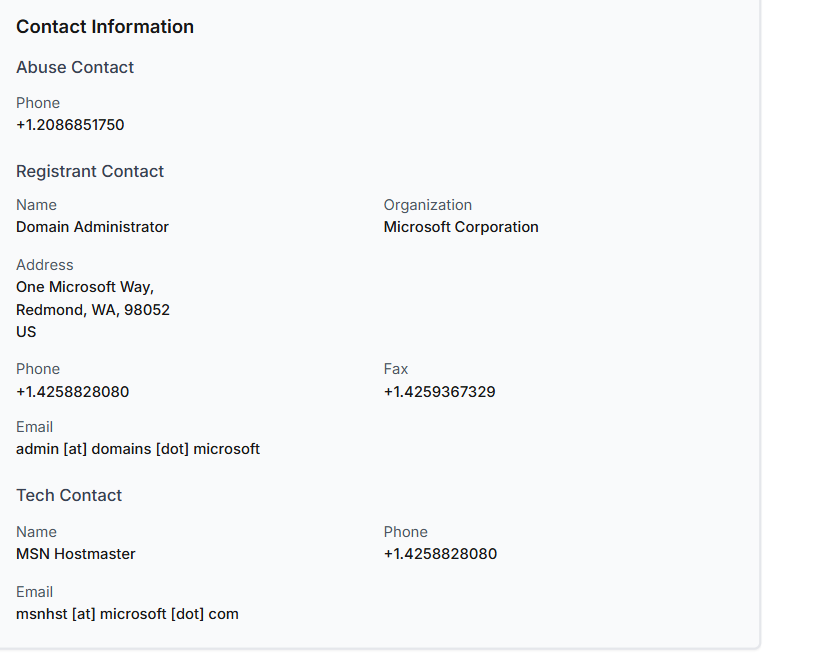 Contact Information
Abuse Contact
Phone
+1.2086851750
Registrant Contact
Name
Domain Administrator
Organization
Microsoft Corporation
Address
One Microsoft Way,
Redmond, WA, 98052
US
Phone
+1.4258828080
Fax
+1.4259367329
Email
admin [at] domains [dot] microsoft
Tech Contact
Name
MSN Hostmaster
Phone
+1.4258828080
Email
msnhst [at] microsoft [dot] com